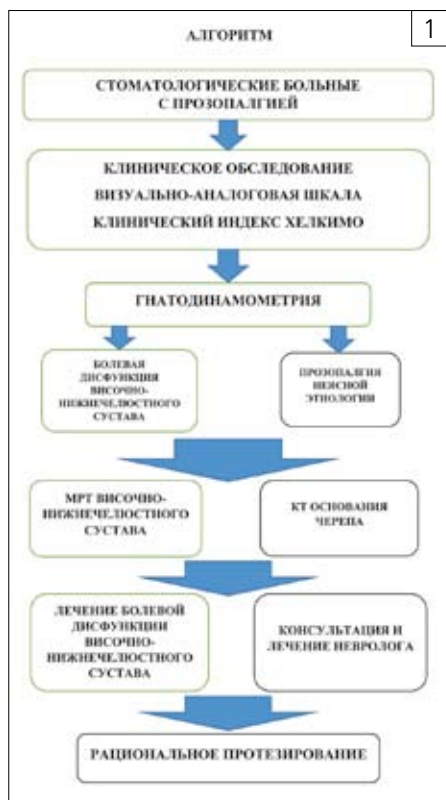 1
АЛГОРИТМ
СТОМАТОЛОГИЧЕСКИЕ БОЛЬНЫЕ
С ПРОЗОПАЛГИЕЙ
КЛИНИЧЕСКОЕ ОБСЛЕДОВАНИЕ
ВИЗУАЛЬНО-АНАЛОГОВАЯ ШКАЛА
КЛИНИЧЕСКИЙ ИНДЕКС ХЕЛКИМО
ГНАТОДИНАМОМЕТРИЯ
БОЛЕВАЯ
ДИСФУНКЦИЯ
ВИСОЧНО-
НИЖНЕЧЕЛЮСТНОГО
СУСТАВА
ПРОЗОПАЛГИЯ
НЕЯСНОЙ
ЭТИОЛОГИИ
МРТ ВИСОЧНО-
НИЖНЕЧЕЛЮСТНОГО
СУСТАВА
КТ ОСНОВАНИЯ
ЧЕРЕПА
ЛЕЧЕНИЕ БОЛЕВОЙ
ДИСФУНКЦИИ
ВИСОЧНО-
НИЖНЕЧЕЛЮСТНОГО
СУСТАВА
КОНСУЛЬТАЦИЯ И
ЛЕЧЕНИЕ НЕВРОЛОГА
РАЦИОНАЛЬНОЕ ПРОТЕЗИРОВАНИЕ